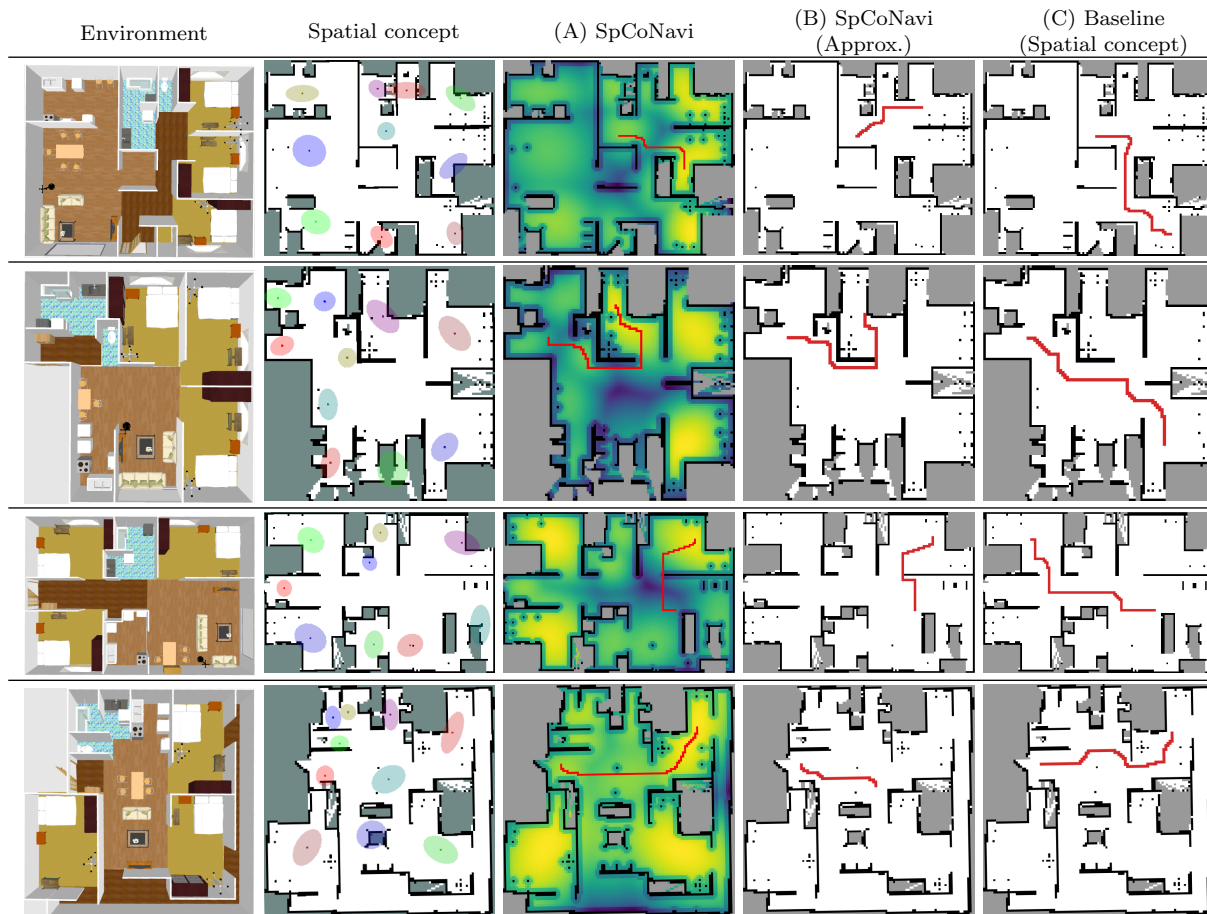 Environment
Spatial concept
(A) SpCoNavi
(B) SpCoNavi
(Approx.)
(C) Baseline
(Spatial concept)